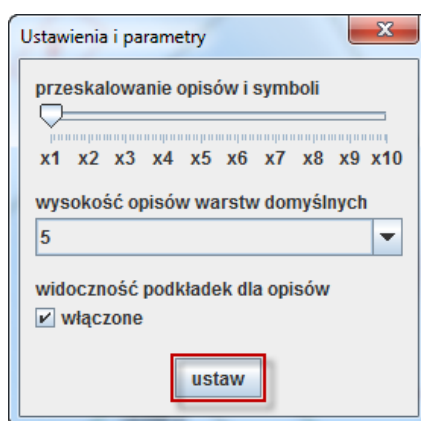 Ustawienia i parametry
przeskalowanie opisów i symboli
x1 x2 x3 x4 x5 x6 x7 x8 x9 x10
wysokość opisów warstw domyślnych
5
widoczność podkładek dla opisów
włączone
ustaw